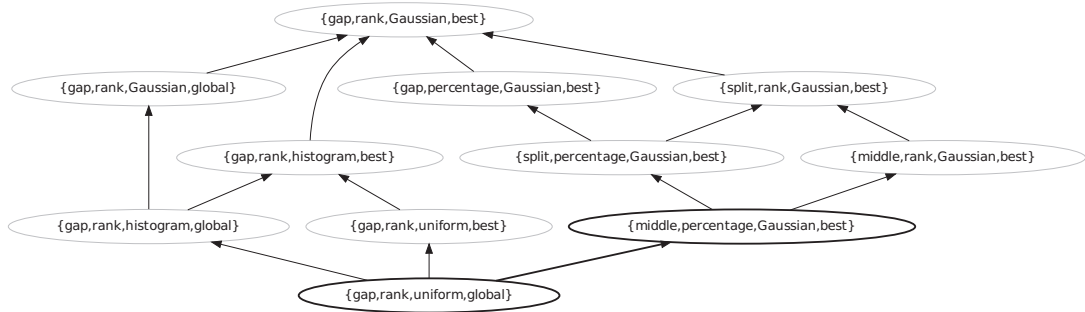 {gap,rank,Gaussian,best}
{gap,rank,Gaussian,global}
{gap,percentage,Gaussian,best}
{split,rank,Gaussian,best}
{gap,rank,histogram,best}
{split,percentage,Gaussian,best}
{middle,rank,Gaussian,best}
{gap,rank,histogram,global}
{gap,rank,uniform,best}
{middle,percentage,Gaussian,best}
{gap,rank,uniform,global}